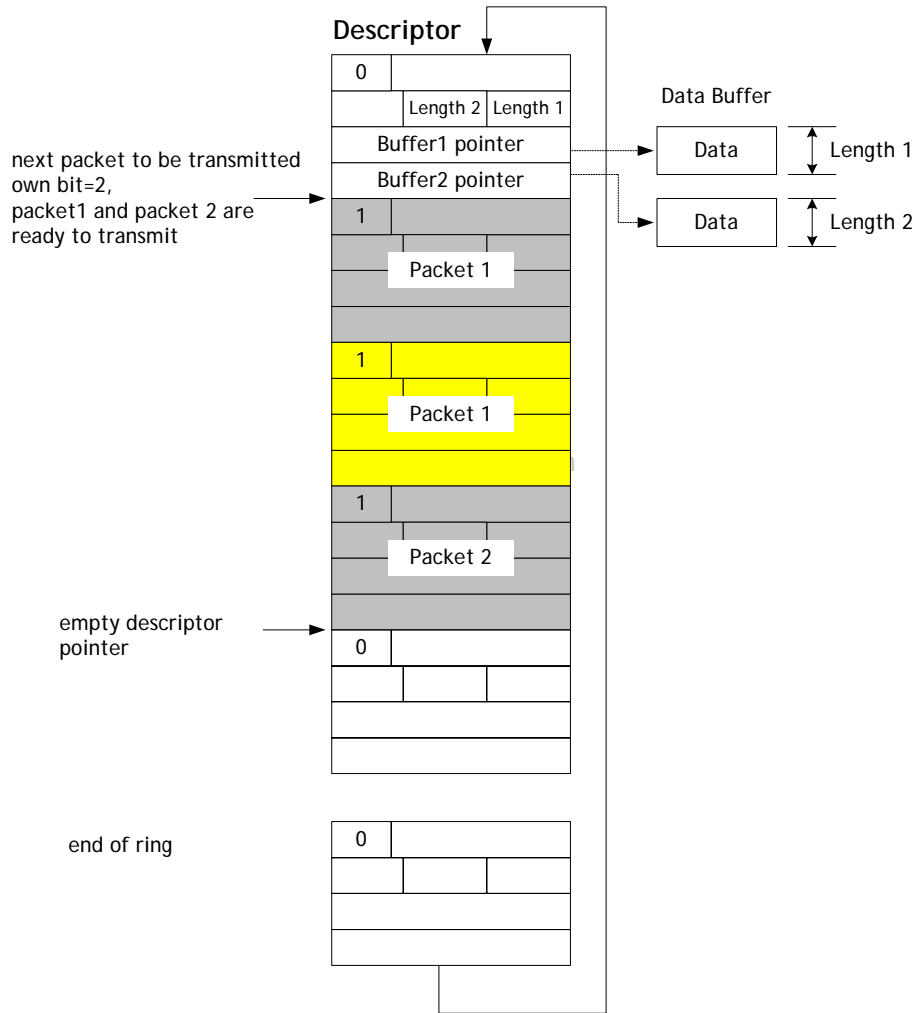 Descriptor
0
Length 2 Length 1
Data Buffer
Buffer1 pointer
Data
Length 1
Buffer2 pointer
Data
Length 2
next packet to be transmitted
own bit=2,
packet1 and packet 2 are
ready to transmit
1
Packet 1
1
Packet 1
1
Packet 2
empty descriptor
pointer
0
end of ring
0